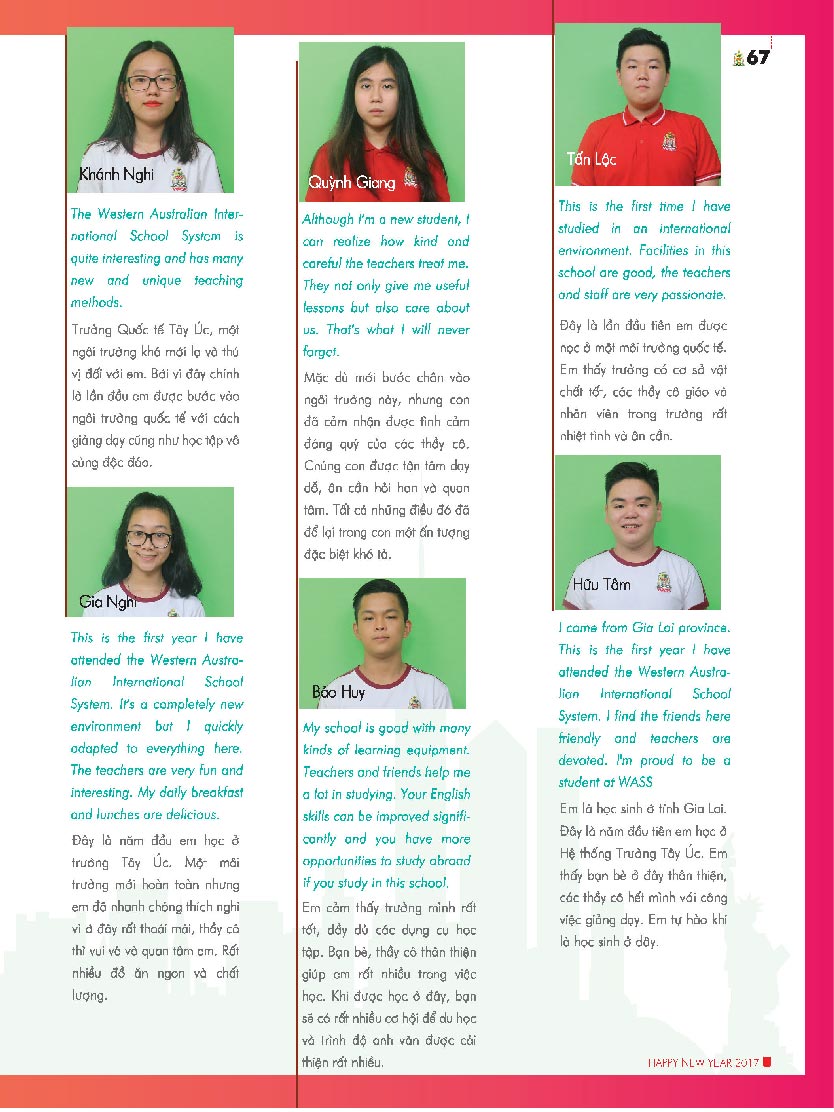 67
Khánh Nghi
The Western Australian Inter-
national School System is
quite interesting and has many
new and unique teaching
methods.
Trường Quốc tế Tây Úc, một
ngôi trường khá mới lạ và thú
vị đối với em. Bởi vì đây chính
là lần đầu em được bước vào
ngôi trường quốc tế với cách
giảng dạy cũng như học tập vô
cùng độc đáo.
Gia Nghi
This is the first year I have
attended the Western Austra-
lian International School
System. It's a completely new
environment but I quickly
adapted to everything here.
The teachers are very fun and
interesting. My daily breakfast
and lunches are delicious.
Đây là năm đầu em học ở
trường Tây Úc. Một môi
trường mới hoàn toàn nhưng
em đã nhanh chóng thích nghi
vì ở đây rất thoải mái, thầy cô
thì vui vẻ và quan tâm em. Rất
nhiều đồ ăn ngon và chất
lượng.
Quỳnh Giang
Although I'm a new student, I
can realize how kind and
careful the teachers treat me.
They not only give me useful
lessons but also care about
us. That's what I will never
forget.
Mặc dù mới bước chân vào
ngôi trường này, nhưng con
đã cảm nhận được tình cảm
đáng quý của các thầy cô.
Chúng con được tận tâm dạy
dỗ, ân cần hỏi han và quan
tâm. Tất cả những điều đó đã
để lại trong con một ấn tượng
đặc biệt khó tả.
Bảo Huy
My school is good with many
kinds of learning equipment.
Teachers and friends help me
a lot in studying. Your English
skills can be improved signifi-
cantly and you have more
opportunities to study abroad
if you study in this school.
Em cảm thấy trường mình rất
tốt, đầy đủ các dụng cụ học
tập. Bạn bè, thầy cô thân thiện
giúp em rất nhiều trong việc
học. Khi được học ở đây, bạn
sẽ có rất nhiều cơ hội để du học
và trình độ anh văn được cải
thiện rất nhiều.
Tấn Lộc
This is the first time I have
studied in an international
environment. Facilities in this
school are good, the teachers
and staff are very passionate.
Đây là lần đầu tiên em được
học ở một môi trường quốc tế.
Em thấy trường có cơ sở vật
chất tốt, các thầy cô giáo và
nhân viên trong trường rất
nhiệt tình và ân cần.
Hữu Tâm
I came from Gia Lai province.
This is the first year I have
attended the Western Austra-
lian International School
System. I find the friends here
friendly and teachers are
devoted. I'm proud to be a
student at WASS
Em là học sinh ở tỉnh Gia Lai.
Đây là năm đầu tiên em học ở
Hệ thống Trường Tây Úc. Em
thấy bạn bè ở đây thân thiện,
các thầy cô hết mình với công
việc giảng dạy. Em tự hào khi
là học sinh ở đây.
HAPPY NEW YEAR 2017